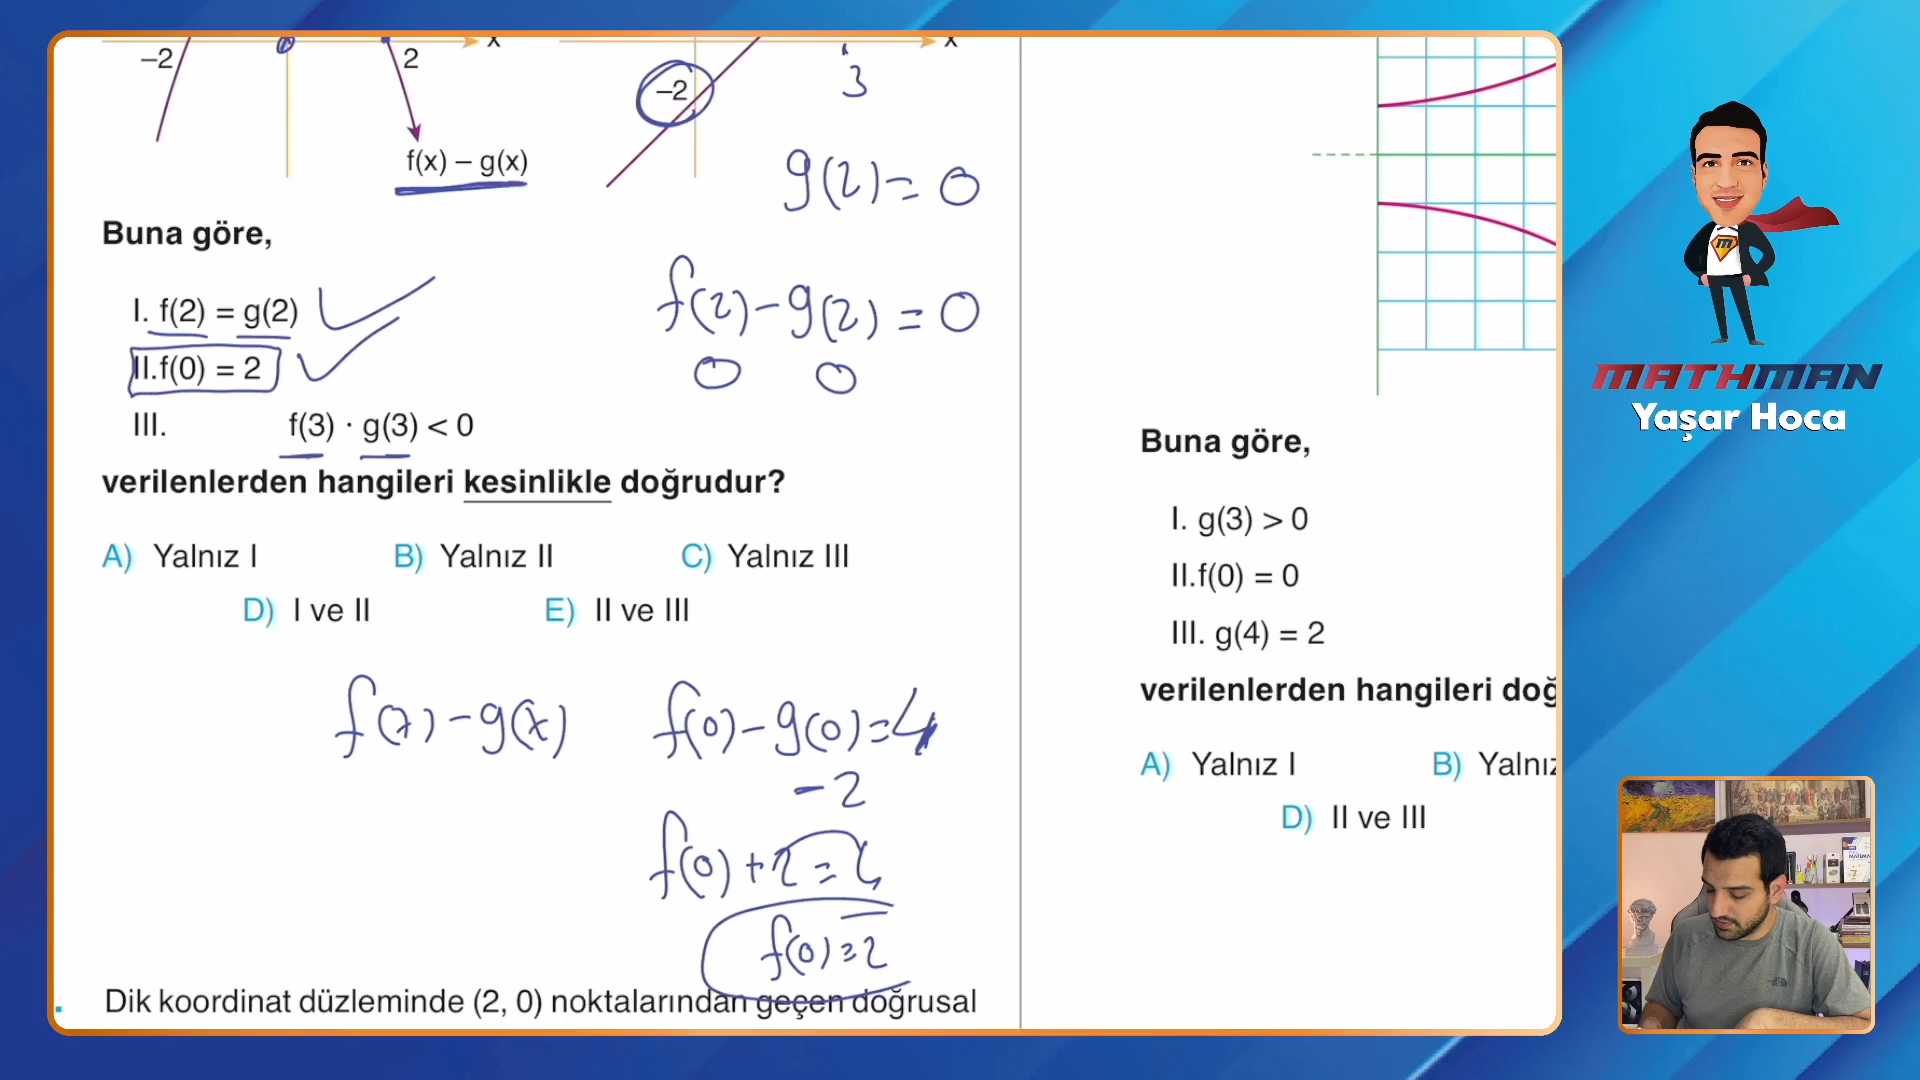 x
x
–2
2
–2
3
f(x) – g(x)
g(2) = 0
Buna göre,
I. f(2) = g(2)
f(2) – g(2) = 0
0 0
II.f(0) = 2
III. f(3) · g(3) < 0
verilenlerden hangileri kesinlikle doğrudur?
A) Yalnız I B) Yalnız II C) Yalnız III
D) I ve II E) II ve III
f(x) – g(x) f(0) – g(0) = 4
– 2
f(0) + 2 = 4
f(0) = 2
Dik koordinat düzleminde (2, 0) noktalarından geçen doğrusal
Buna göre,
I. g(3) > 0
II.f(0) = 0
III. g(4) = 2
verilenlerden hangileri doğ
A) Yalnız I B) Yalnız
D) II ve III
m
MATHMAN
Yaşar Hoca